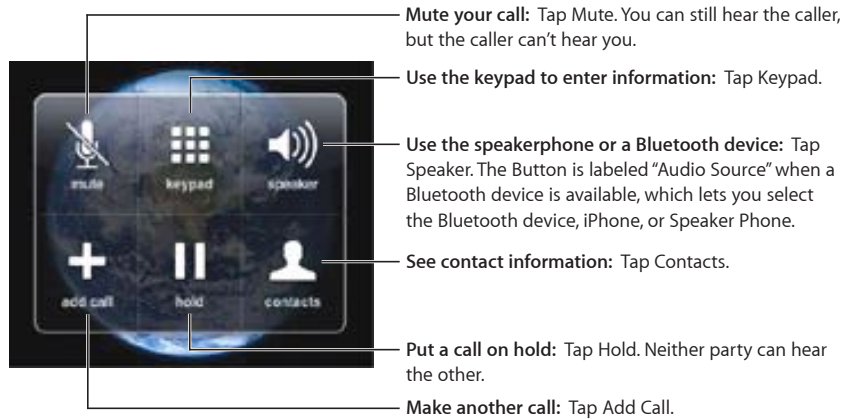 Mute your call: Tap Mute. You can still hear the caller,
but the caller can't hear you.
Use the keypad to enter information: Tap Keypad.
Use the speakerphone or a Bluetooth device: Tap
Speaker. The Button is labeled “Audio Source” when a
Bluetooth device is available, which lets you select
the Bluetooth device, iPhone, or Speaker Phone.
See contact information: Tap Contacts.
Put a call on hold: Tap Hold. Neither party can hear
the other.
Make another call: Tap Add Call.
mute keypad speaker
add call hold contacts